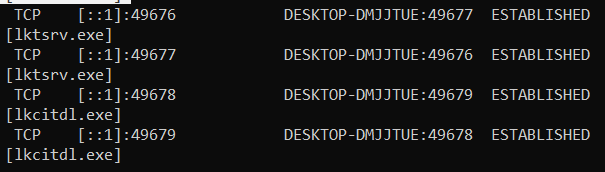 TCP [::1]:49676 DESKTOP-DMJJTUE:49677 ESTABLISHED
[lktsrv.exe]
TCP [::1]:49677 DESKTOP-DMJJTUE:49676 ESTABLISHED
[lktsrv.exe]
TCP [::1]:49678 DESKTOP-DMJJTUE:49679 ESTABLISHED
[lkcitdl.exe]
TCP [::1]:49679 DESKTOP-DMJJTUE:49678 ESTABLISHED
[lkcitdl.exe]